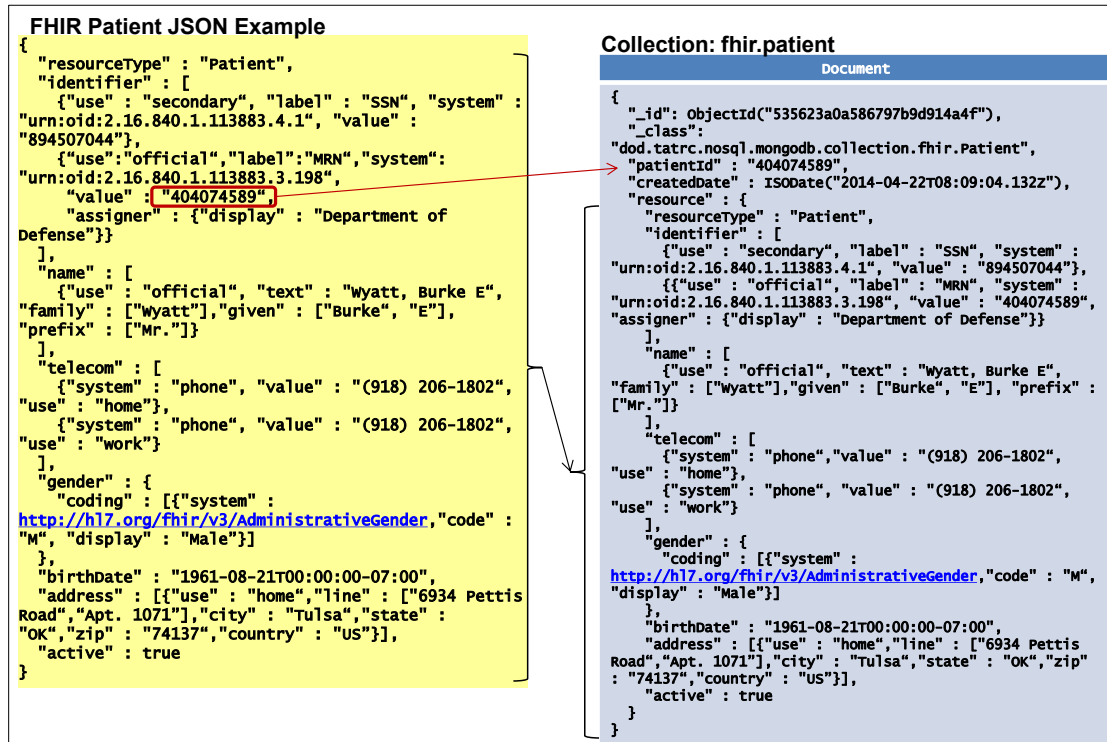 FHIR Patient JSON Example
{
"resourceType" : "Patient",
"identifier" : [
{"use" : "secondary“, "label" : "SSN", "system" :
"urn:oid:2.16.840.1.113883.4.1“, "value" :
"894507044”},
{"use":"official“,"label":"MRN“,"system“:
"urn:oid:2.16.840.1.113883.3.198“,
“value" : "404074589“,
"assigner" : {"display" : "Department of
Defense”}}
],
"name" : [
{"use" : "official“, "text" : "Wyatt, Burke E“,
"family" : ["Wyatt”],"given" : ["Burke“, "E”],
"prefix" : ["Mr.”]}
],
"telecom" : [
{"system" : "phone“, "value" : "(918) 206-1802“,
"use" : "home”},
{"system" : "phone“, "value" : "(918) 206-1802“,
"use" : "work”}
],
"gender" : {
"coding" : [{"system" :
http://hl7.org/fhir/v3/AdministrativeGender,"code" :
"M“, "display" : "Male”}]
},
"birthDate" : "1961-08-21T00:00:00-07:00“,
"address" : [{"use" : "home“,"line" : ["6934 Pettis
Road“,“Apt. 1071”],"city" : "Tulsa“,"state" :
"OK“,"zip" : "74137“,"country" : "US”}],
"active" : true
}
Collection: fhir.patient
Document
{
"_id": ObjectId("535623a0a586797b9d914a4f"),
"_class":
"dod.tatrc.nosql.mongodb.collection.fhir.Patient",
"patientId" : "404074589“,
"createdDate" : ISODate("2014-04-22T08:09:04.132Z"),
"resource" : {
"resourceType" : "Patient",
"identifier" : [
{"use" : "secondary“, "label" : "SSN", "system" :
"urn:oid:2.16.840.1.113883.4.1“, "value" : "894507044”},
{{"use" : "official“, "label" : "MRN“, "system" :
"urn:oid:2.16.840.1.113883.3.198“, "value" : "404074589“,
"assigner" : {"display" : "Department of Defense”}}
],
"name" : [
{"use" : "official“, "text" : "Wyatt, Burke E“,
"family" : ["Wyatt”],"given" : ["Burke“, "E”], "prefix" :
["Mr.”]}
],
"telecom" : [
{"system" : "phone“,"value" : "(918) 206-1802“,
"use" : "home”},
{"system" : "phone“, "value" : "(918) 206-1802“,
"use" : "work”}
],
"gender" : {
"coding" : [{"system" :
http://hl7.org/fhir/v3/AdministrativeGender,"code" : "M“,
"display" : "Male”}]
},
"birthDate" : "1961-08-21T00:00:00-07:00“,
"address" : [{"use" : "home“,"line" : ["6934 Pettis
Road“,“Apt. 1071”],"city" : "Tulsa“,"state" : "OK“,"zip"
: "74137“,"country" : "US”}],
"active" : true
}
}